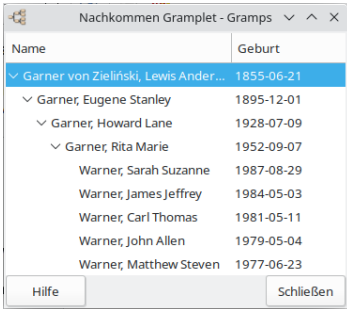 Nachkommen Gramplet - Gramps
Name Geburt
Garner von Zieliński, Lewis Ander... 1855-06-21
Garner, Eugene Stanley 1895-12-01
Garner, Howard Lane 1928-07-09
Garner, Rita Marie 1952-09-07
Warner, Sarah Suzanne 1987-08-29
Warner, James Jeffrey 1984-05-03
Warner, Carl Thomas 1981-05-11
Warner, John Allen 1979-05-04
Warner, Matthew Steven 1977-06-23
Hilfe Schließen